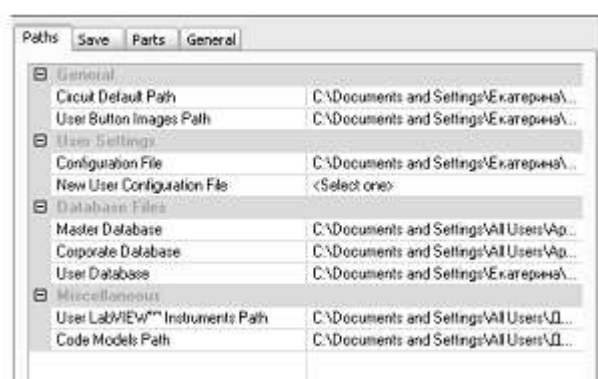 Paths Save Parts General
General
Circuit Default Path C:\Documents and Settings\Екатерина\...
User Button Images Path C:\Documents and Settings\Екатерина\...
User Settings
Configuration File C:\Documents and Settings\Екатерина\...
New User Configuration File <Select one>
Database Files
Master Database C:\Documents and Settings\All Users\Ap...
Corporate Database C:\Documents and Settings\All Users\Ap...
User Database C:\Documents and Settings\Екатерина\...
Miscellaneous
User LabVIEW™ Instruments Path C:\Documents and Settings\All Users\Д...
Code Models Path C:\Documents and Settings\All Users\Д...